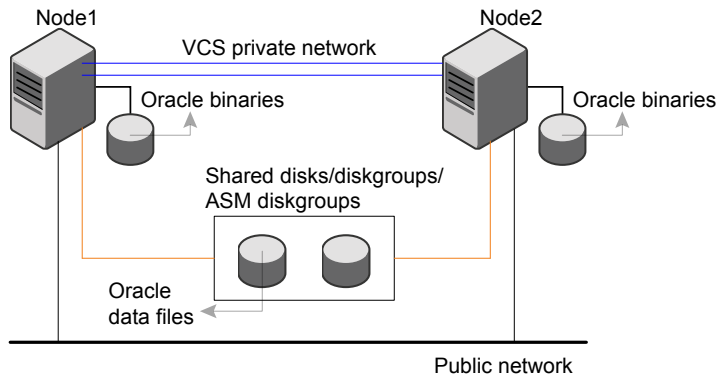 Node1
Node2
VCS private network
Oracle binaries
Oracle binaries
Shared disks/diskgroups/
ASM diskgroups
Oracle
data files
Public network